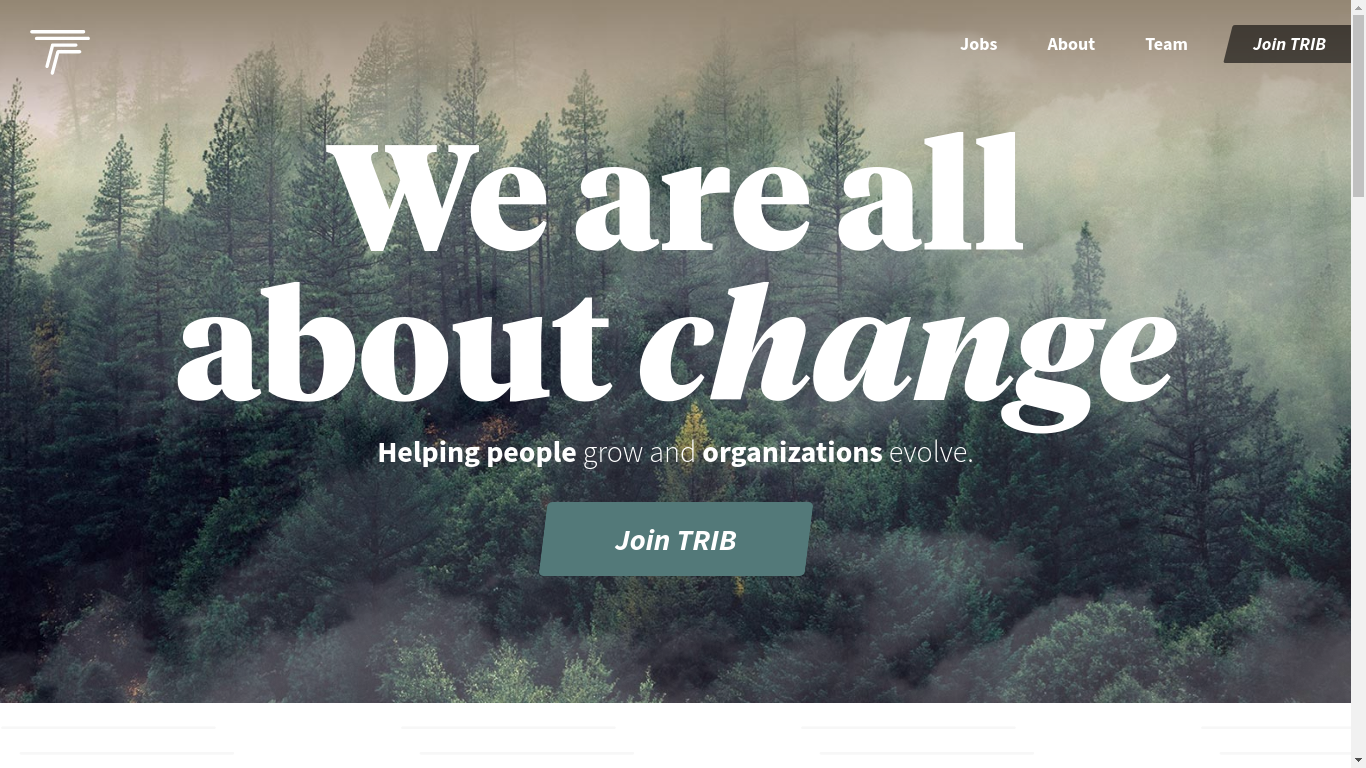 Jobs
About
Team
Join TRIB
We are all
about change
Helping people grow and organizations evolve.
Join TRIB